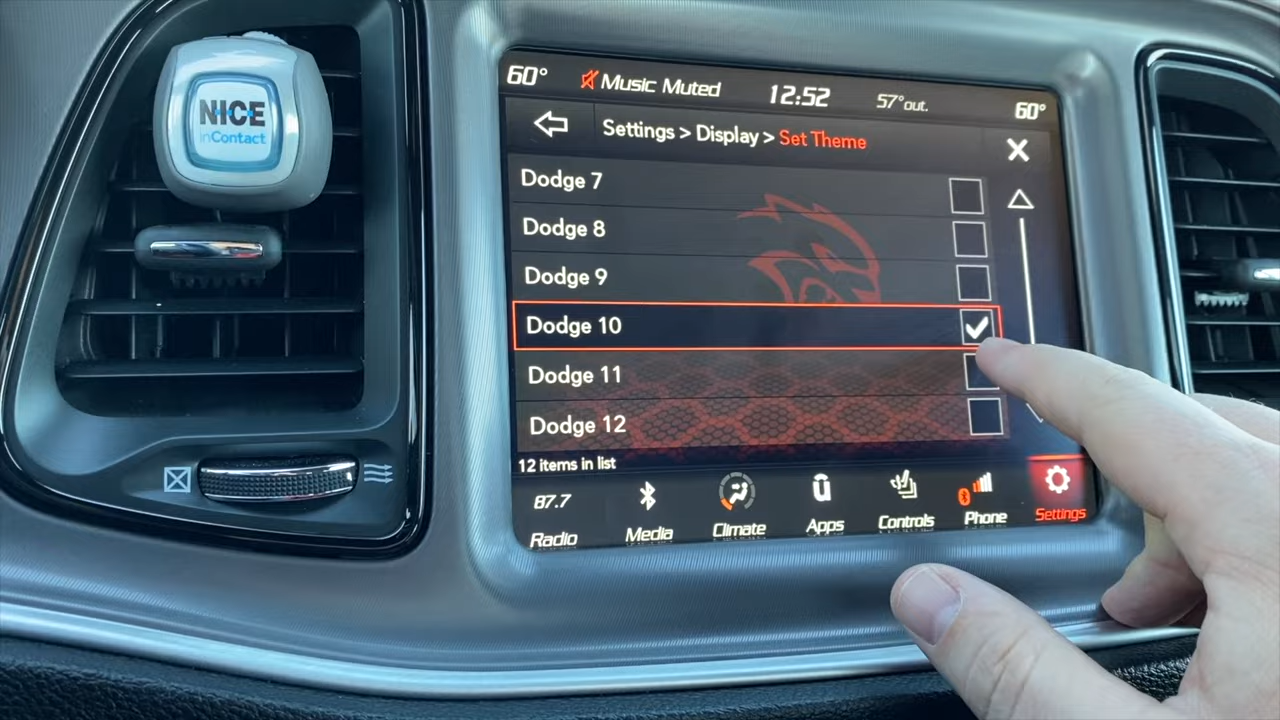 NICE
inContact
60° Music Muted 12:52 57°out. 60°
Settings > Display > Set Theme
Dodge 7
Dodge 8
Dodge 9
Dodge 10
Dodge 11
Dodge 12
12 items in list
87.7
Radio Media Climate Apps Controls Phone Settings